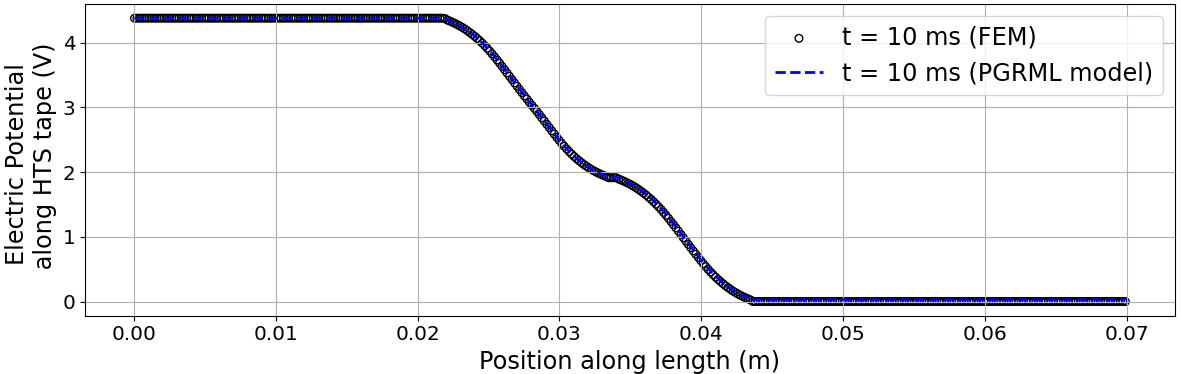 Electric Potential
along HTS tape (V)
4
3
2
1
0
t = 10 ms (FEM)
t = 10 ms (PGRML model)
0.00 0.01 0.02 0.03 0.04 0.05 0.06 0.07
Position along length (m)